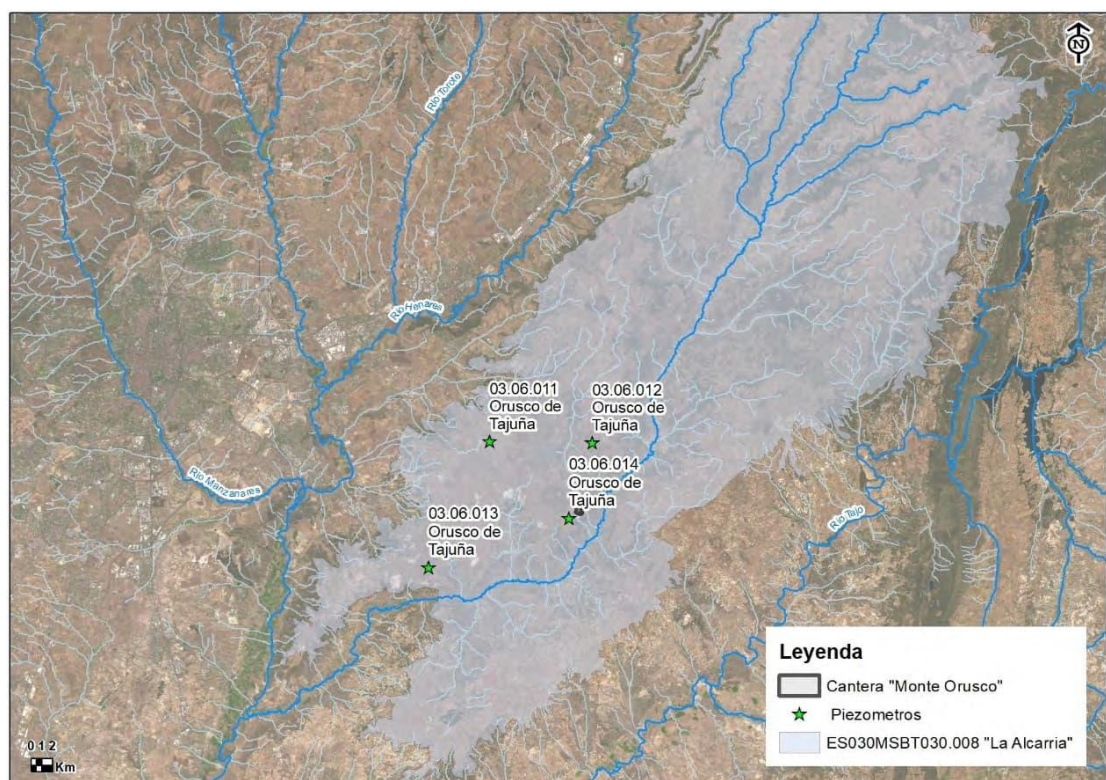 N
Río Torote
Río Henares
03.06.011
Orusco de
Tajuña
03.06.012
Orusco de
Tajuña
03.06.014
Orusco de
Tajuña
Río Manzanares
03.06.013
Orusco de
Tajuña
Río Tajo
Leyenda
Cantera "Monte Orusco"
Piezometros
ES030MSBT030.008 "La Alcarria"
0 1 2
Km